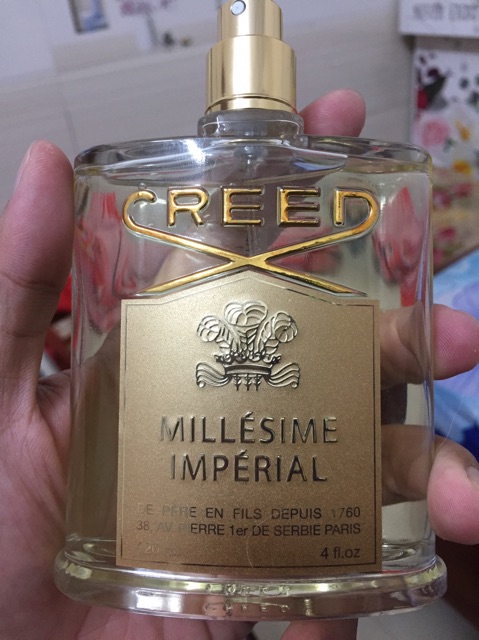 CREED
MILLÉSIME
IMPÉRIAL
DE PÈRE EN FILS DEPUIS 1760
38, AV. PIERRE 1er DE SERBIE PARIS
4 fl.oz